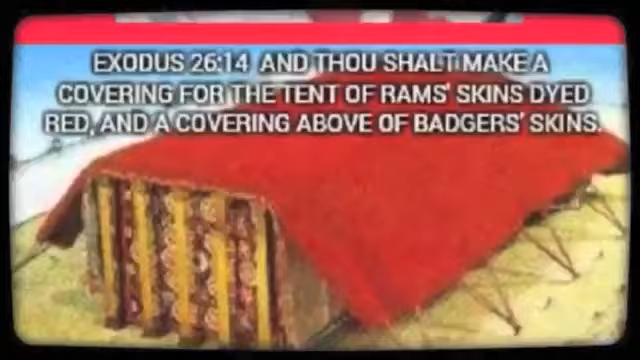 EXODUS 26:14 AND THOU SHALT MAKE A
COVERING FOR THE TENT OF RAMS' SKINS DYED
RED, AND A COVERING ABOVE OF BADGERS' SKINS.